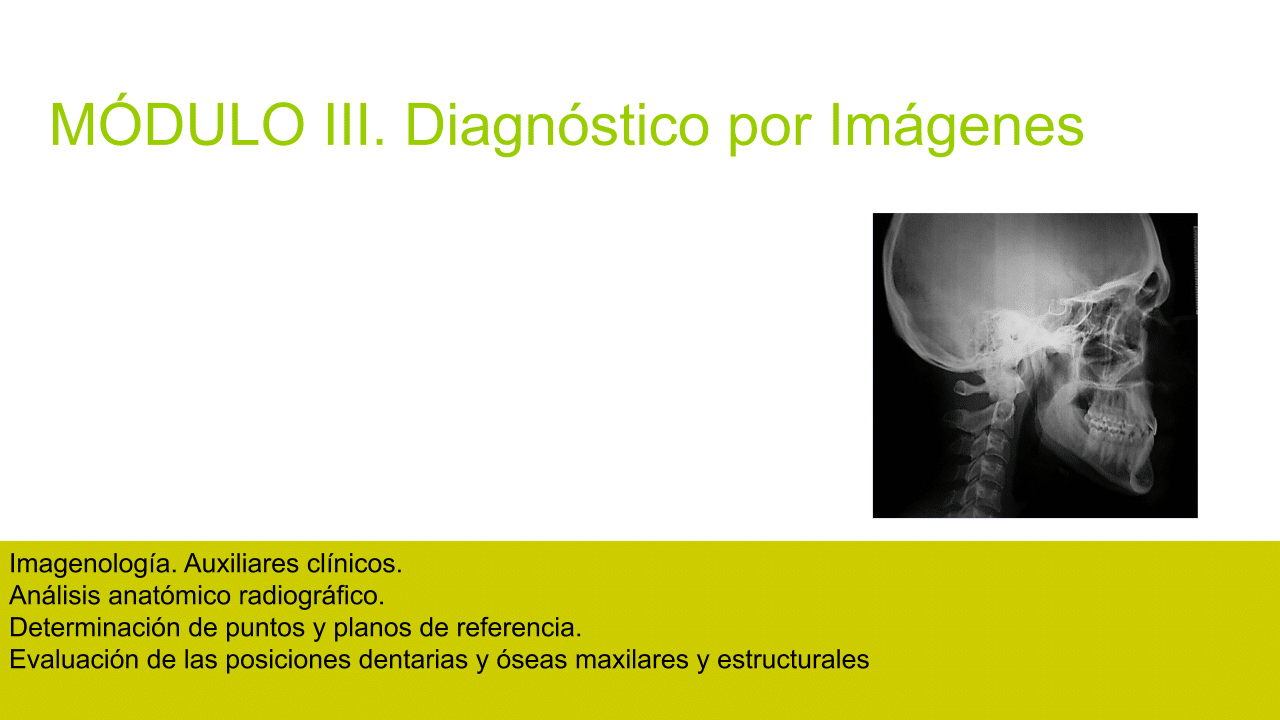 MÓDULO III. Diagnóstico por Imágenes
Imagenología. Auxiliares clínicos.
Análisis anatómico radiográfico.
Determinación de puntos y planos de referencia.
Evaluación de las posiciones dentarias y óseas maxilares y estructurales